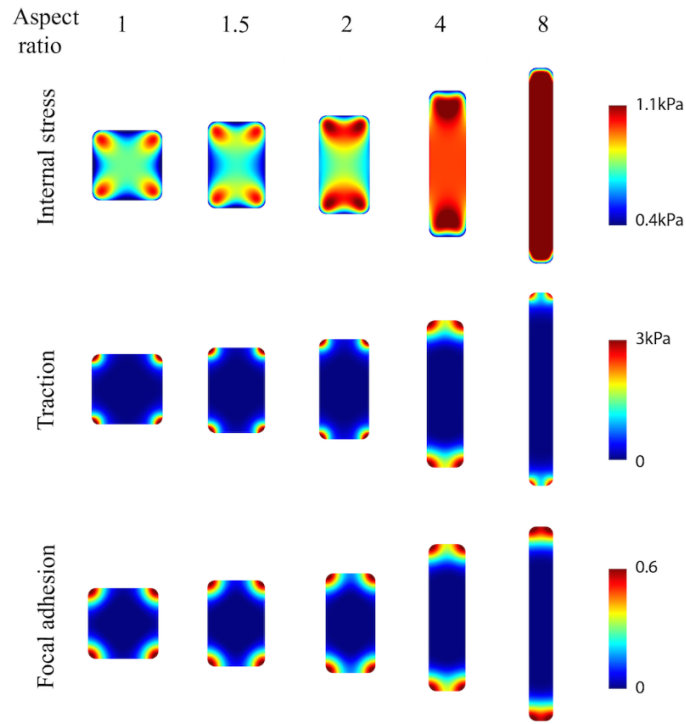 Aspect ratio 1 1.5 2 4 8
Internal stress
1.1kPa
0.4kPa
Traction
3kPa
0
Focal adhesion
0.6
0